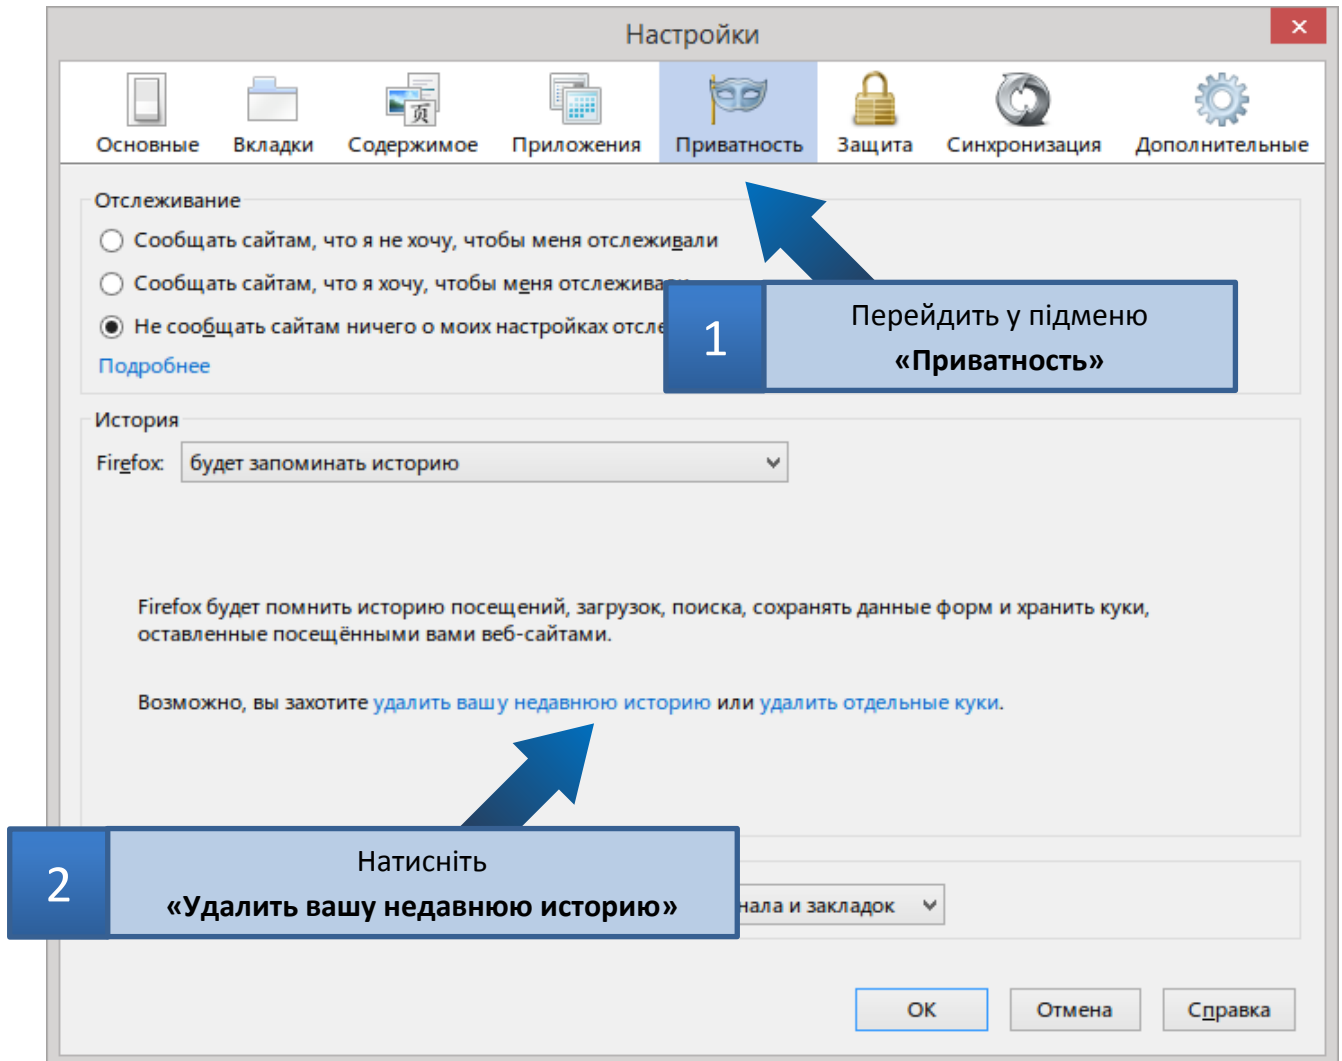 Настройки
Основные Вкладки Содержимое Приложения Приватность Защита Синхронизация Дополнительные
Отслеживание
Сообщать сайтам, что я не хочу, чтобы меня отслеживали
Сообщать сайтам, что я хочу, чтобы меня отслежива
Не сообщать сайтам ничего о моих настройках отсле
1
Перейдить у підменю
«Приватность»
Подробнее
История
Firefox: будет запоминать историю
Firefox будет помнить историю посещений, загрузок, поиска, сохранять данные форм и хранить куки,
оставленные посещёнными вами веб-сайтами.
Возможно, вы захотите удалить вашу недавнюю историю или удалить отдельные куки.
2
Натисніть
«Удалить вашу недавнюю историю»
нала и закладок
ОК Отмена Справка